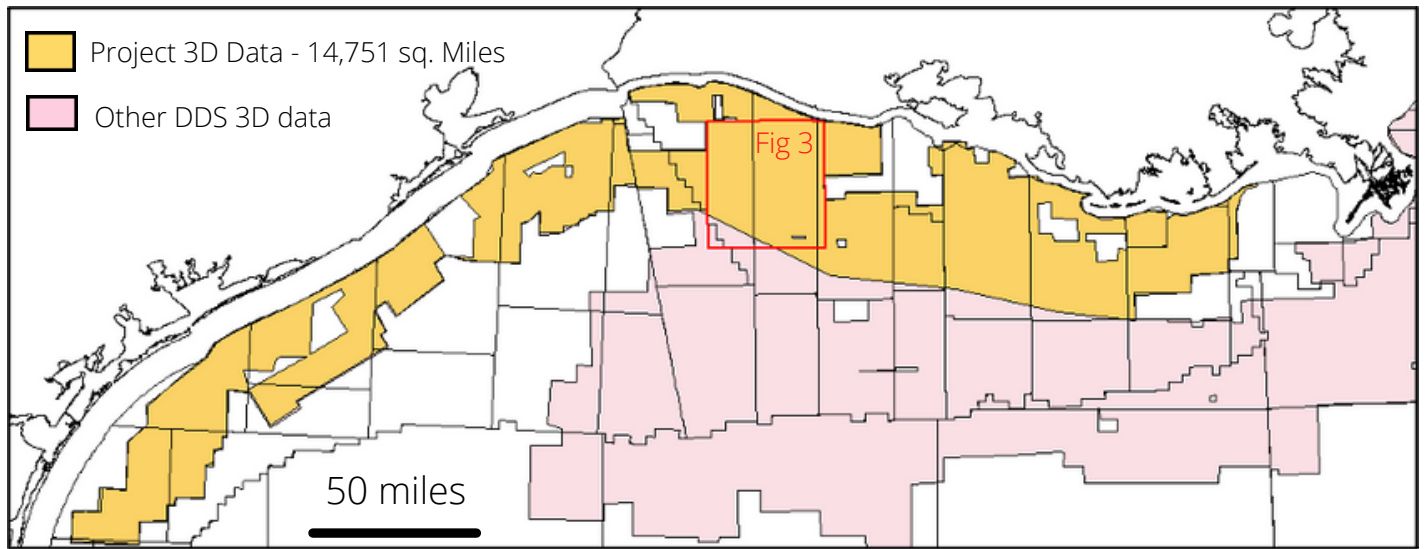 Project 3D Data - 14,751 sq. Miles
Other DDS 3D data
Fig 3
50 miles